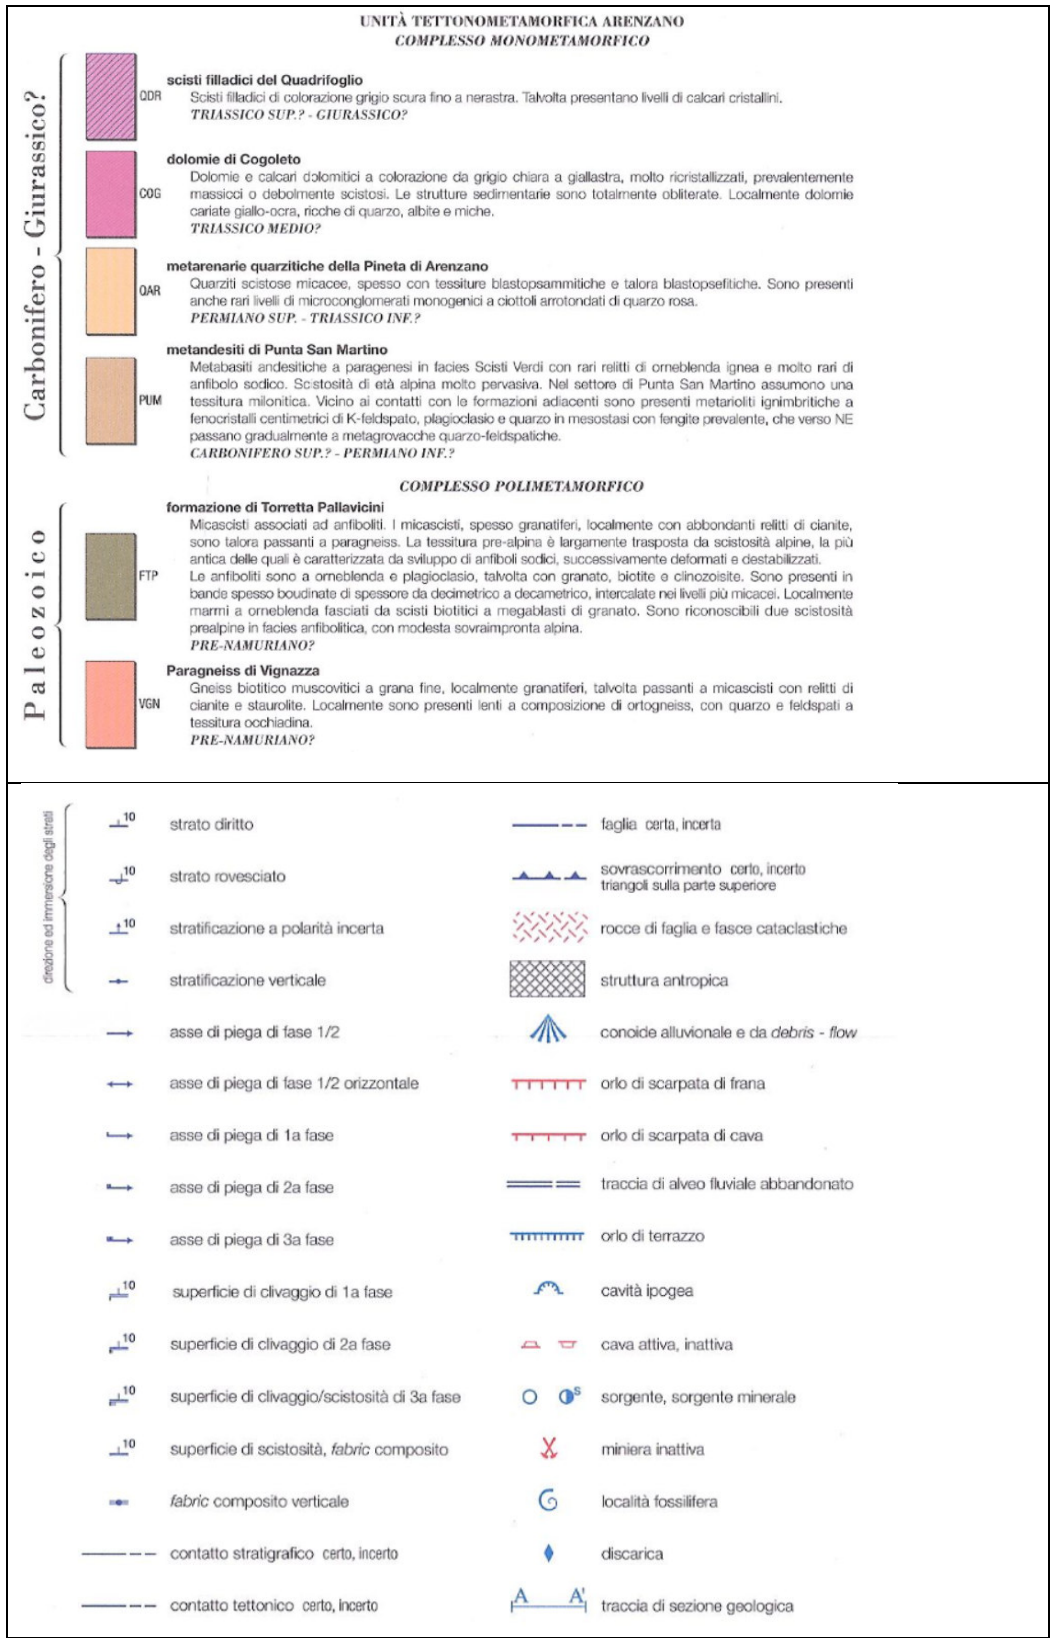 UNITÀ TETTONOMETAMORFICA ARENZANO
COMPLESSO MONOMETAMORFICO
Carbonifero - Giurassico?
QDR
scisti filladici del Quadrifoglio
Scisti filladici di colorazione grigio scura fino a nerastra. Talvolta presentano livelli di calcari cristallini.
TRIASSICO SUP.? - GIURASSICO?
COG
dolomie di Cogoleto
Dolomie e calcari dolomitici a colorazione da grigio chiara a giallastra, molto ricristallizzati, prevalentemente
massicci o debolmente scistosi. Le strutture sedimentarie sono totalmente obliterate. Localmente dolomie
cariate giallo-ocra, ricche di quarzo, albite e miche.
TRIASSICO MEDIO?
QAR
metarenarie quarzitiche della Pineta di Arenzano
Quarziti scistose micacee, spesso con tessiture blastopsammitiche e talora blastopsefitiche. Sono presenti
anche rari livelli di microconglomerati monogenici a ciottoli arrotondati di quarzo rosa.
PERMIANO SUP. - TRIASSICO INF.?
PUM
metandesiti di Punta San Martino
Metabasiti andesitiche a paragenesi in facies Scisti Verdi con rari relitti di orneblenda ignea e molto rari di
anfibolo sodico. Scistosità di età alpina molto pervasiva. Nel settore di Punta San Martino assumono una
tessitura milonitica. Vicino ai contatti con le formazioni adiacenti sono presenti metarioliti ignimbritiche a
fenocristalli centimetrici di K-feldspato, plagioclasio e quarzo in mesostasi con fengite prevalente, che verso NE
passano gradualmente a metagrovacche quarzo-feldspatiche.
CARBONIFERO SUP.? - PERMIANO INF.?
COMPLESSO POLIMETAMORFICO
Paleozoico
FTP
formazione di Torretta Pallavicini
Micascisti associati ad anfiboliti. I micascisti, spesso granatiferi, localmente con abbondanti relitti di cianite,
sono talora passanti a paragneiss. La tessitura pre-alpina è largamente trasposta da scistosità alpine, la più
antica delle quali è caratterizzata da sviluppo di anfiboli sodici, successivamente deformati e destabilizzati.
Le anfiboliti sono a orneblenda e plagioclasio, talvolta con granato, biotite e clinozoisite. Sono presenti in
bande spesso boudinate di spessore da decimetrico a decametrico, intercalate nei livelli più micacei. Localmente
marmi a orneblenda fasciati da scisti biotitici a megablasti di granato. Sono riconoscibili due scistosità
prealpine in facies anfibolitica, con modesta sovraimpronta alpina.
PRE-NAMURIANO?
VGN
Paragneiss di Vignazza
Gneiss biotitico muscovitici a grana fine, localmente granatiferi, talvolta passanti a micascisti con relitti di
cianite e staurolite. Localmente sono presenti lenti a composizione di ortogneiss, con quarzo e feldspati a
tessitura occhiadina.
PRE-NAMURIANO?
direzione ed immersione degli strati
10 strato diritto
10 strato rovesciato
10 stratificazione a polarità incerta
stratificazione verticale
asse di piega di fase 1/2
asse di piega di fase 1/2 orizzontale
asse di piega di 1a fase
asse di piega di 2a fase
asse di piega di 3a fase
10 superficie di clivaggio di 1a fase
10 superficie di clivaggio di 2a fase
10 superficie di clivaggio/scistosità di 3a fase
10 superficie di scistosità, fabric composito
fabric composito verticale
contatto stratigrafico certo, incerto
contatto tettonico certo, incerto
faglia certa, incerta
sovrascorrimento certo, incerto
triangoli sulla parte superiore
rocce di faglia e fasce cataclastiche
struttura antropica
conoide alluvionale e da debris - flow
orlo di scarpata di frana
orlo di scarpata di cava
traccia di alveo fluviale abbandonato
orlo di terrazzo
cavità ipogea
cava attiva, inattiva
S sorgente, sorgente minerale
miniera inattiva
località fossilifera
discarica
A A' traccia di sezione geologica